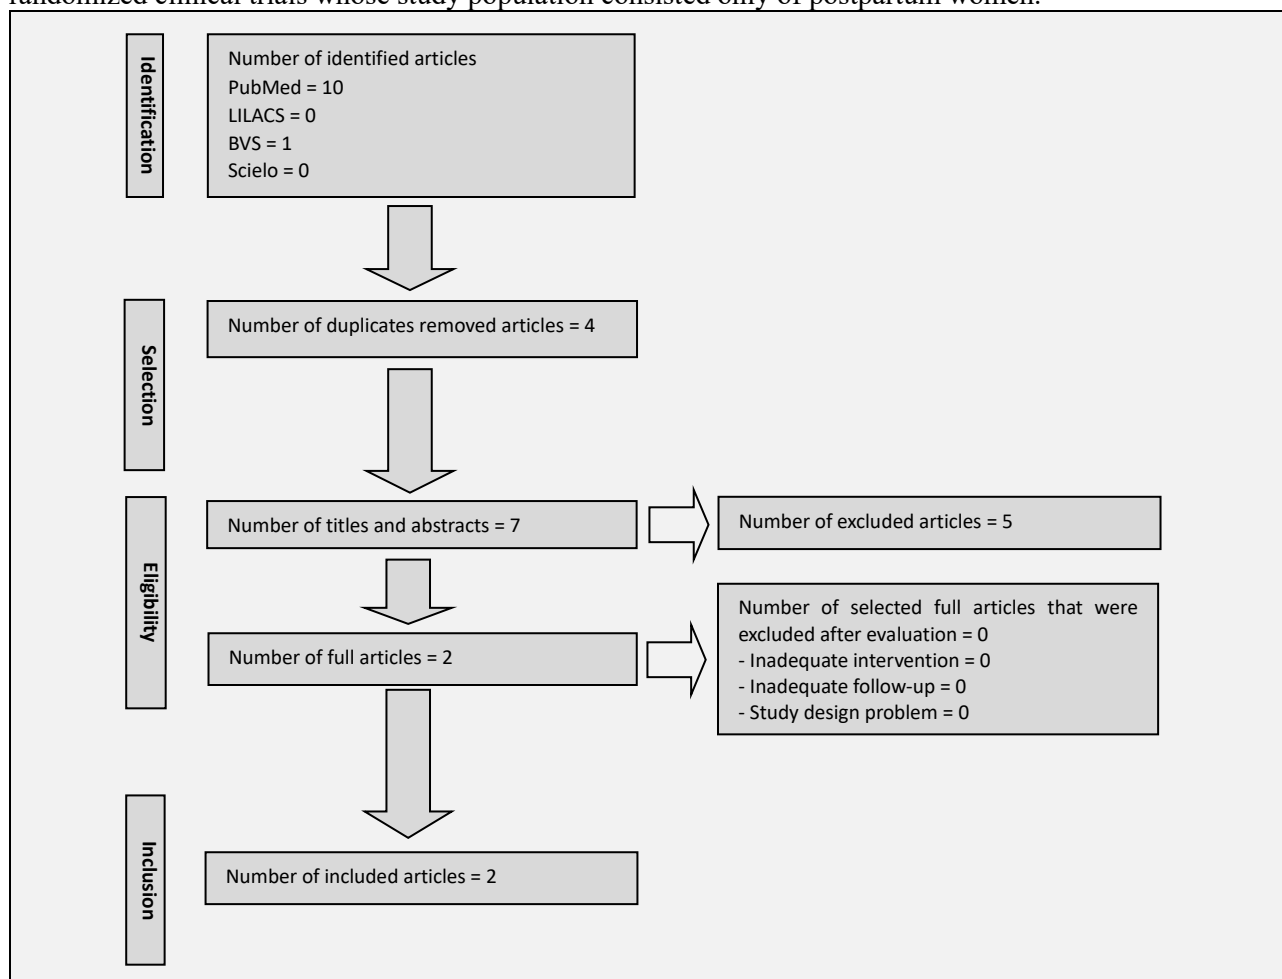 randomized clinical trials whose study population consisted only of postpartum women.
Identification
Number of identified articles
PubMed = 10
LILACS = 0
BVS = 1
Scielo = 0
Selection
Number of duplicates removed articles = 4
Eligibility
Number of titles and abstracts = 7
Number of excluded articles = 5
Number of full articles = 2
Number of selected full articles that were
excluded after evaluation = 0
- Inadequate intervention = 0
- Inadequate follow-up = 0
- Study design problem = 0
Inclusion
Number of included articles = 2